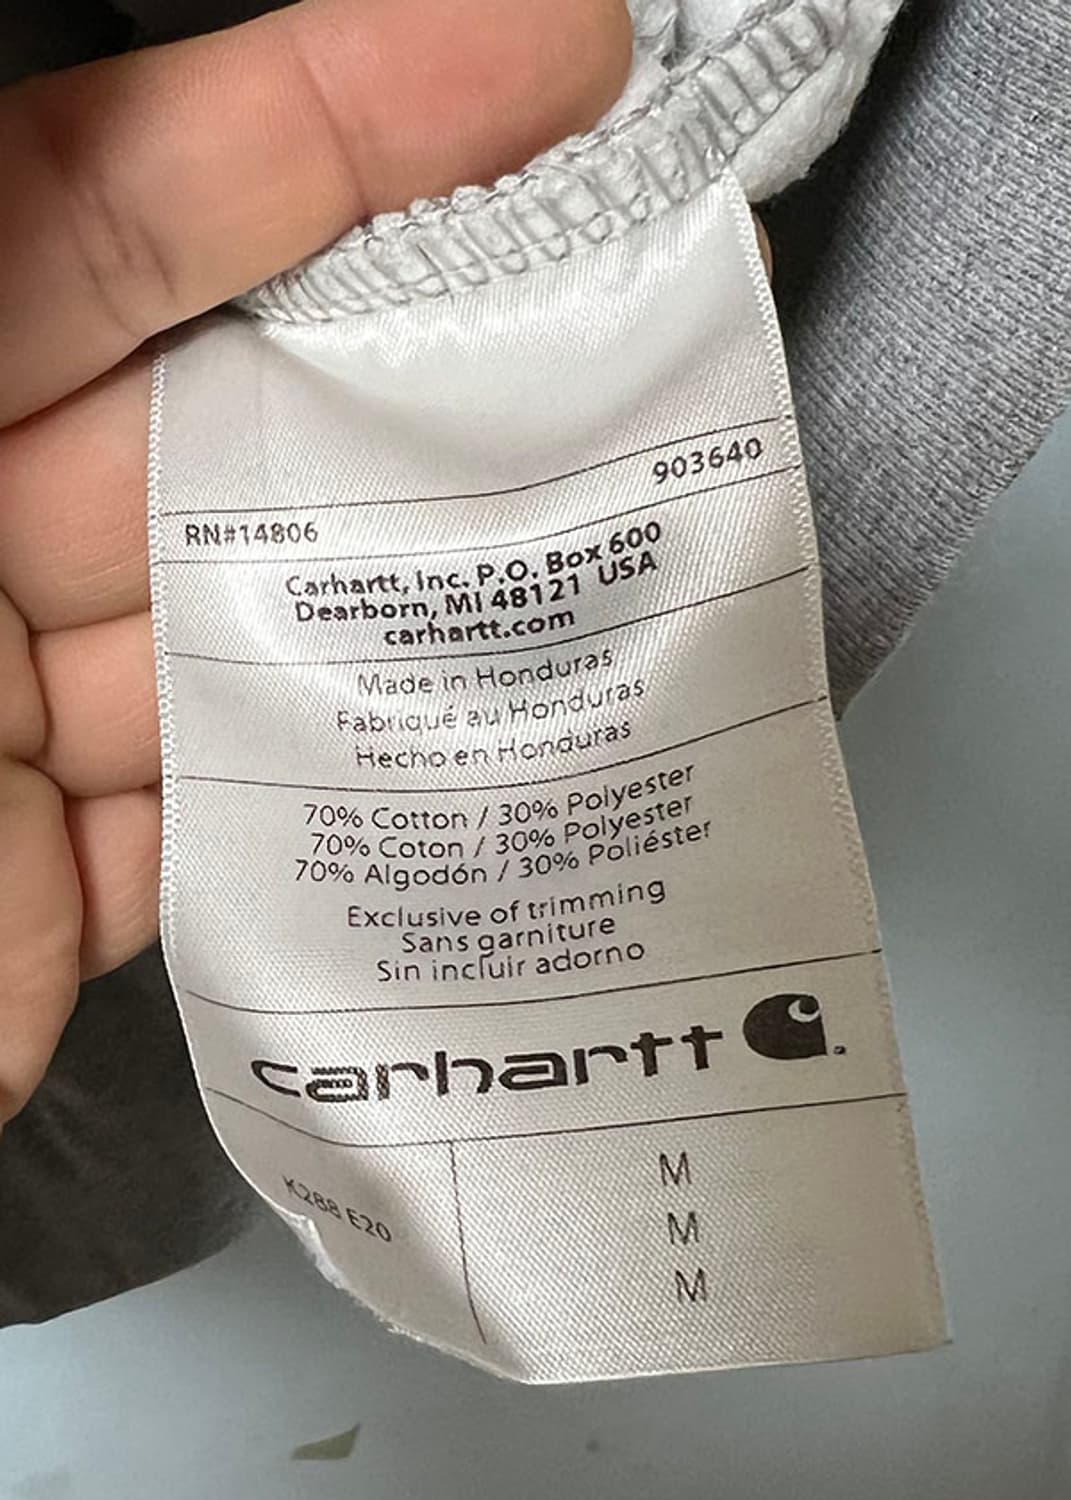 903640
RN#14806
Carhartt, Inc. P.O. Box 600
Dearborn, MI 48121 USA
carhartt.com
Made in Honduras
Fabriqué au Honduras
Hecho en Honduras
70% Cotton / 30% Polyester
70% Coton / 30% Polyester
70% Algodón / 30% Poliéster
Exclusive of trimming
Sans garniture
Sin incluir adorno
carhartt
K288 E20
M
M
M